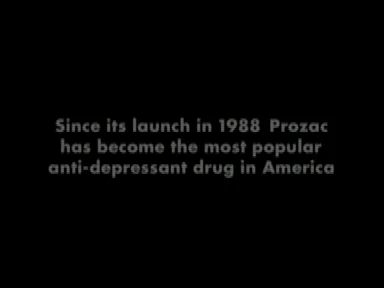 Since its launch in 1988 Prozac
has become the most popular
anti-depressant drug in America